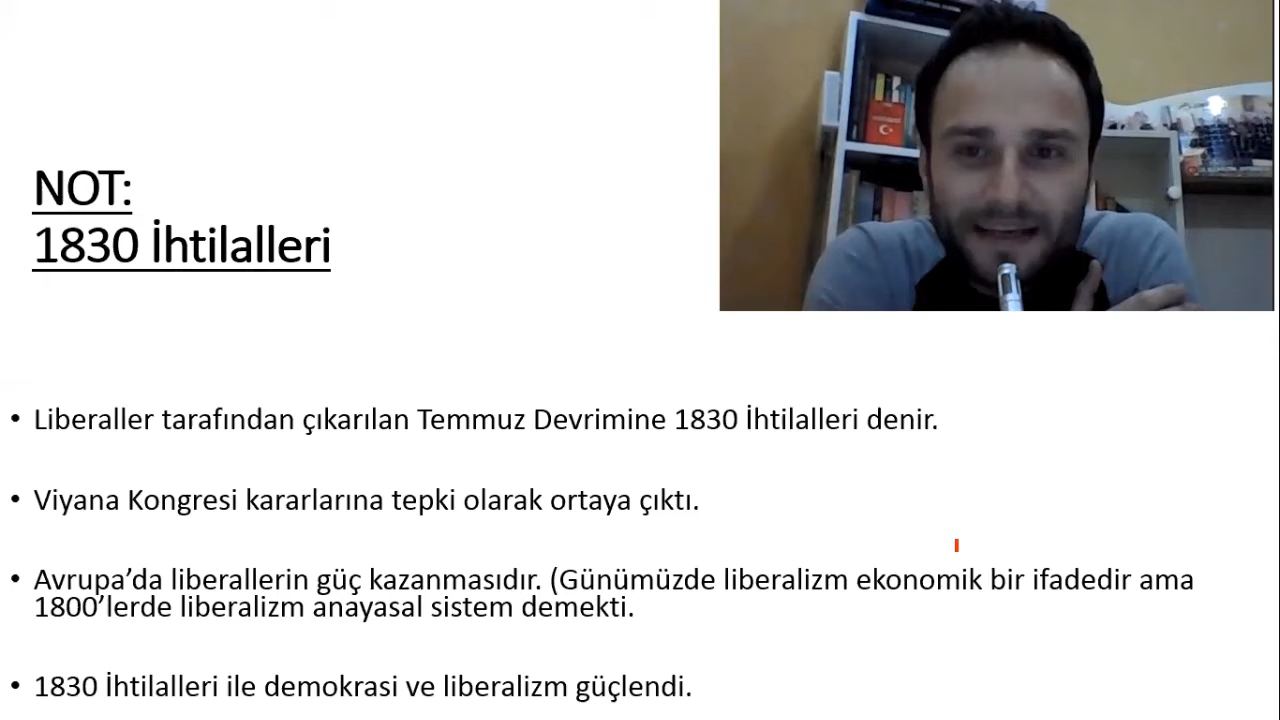 NOT:
1830 İhtilalleri
• Liberaller tarafından çıkarılan Temmuz Devrimine 1830 İhtilalleri denir.
• Viyana Kongresi kararlarına tepki olarak ortaya çıktı.
• Avrupa’da liberallerin güç kazanmasıdır. (Günümüzde liberalizm ekonomik bir ifadedir ama
1800’lerde liberalizm anayasal sistem demekti.
• 1830 İhtilalleri ile demokrasi ve liberalizm güçlendi.